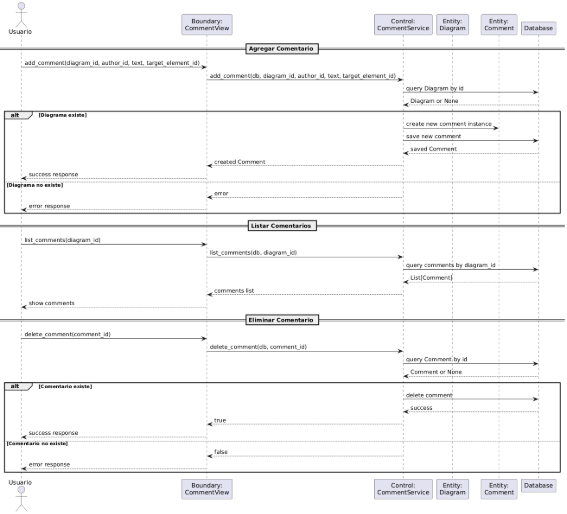 Usuario
Boundary:
CommentView
Control:
CommentService
Entity:
Diagram
Entity:
Comment
Database
Agregar Comentario
add_comment(diagram_id, author_id, text, target_element_id)
add_comment(db, diagram_id, author_id, text, target_element_id)
query Diagram by id
Diagram or None
alt [Diagrama existe]
create new comment instance
save new comment
saved Comment
created Comment
success response
[Diagrama no existe]
error
error response
Listar Comentarios
list_comments(diagram_id)
list_comments(db, diagram_id)
query comments by diagram_id
List[Comment]
comments list
show comments
Eliminar Comentario
delete_comment(comment_id)
delete_comment(db, comment_id)
query Comment by id
Comment or None
alt [Comentario existe]
delete comment
success
true
success response
[Comentario no existe]
false
error response
Usuario
Boundary:
CommentView
Control:
CommentService
Entity:
Diagram
Entity:
Comment
Database